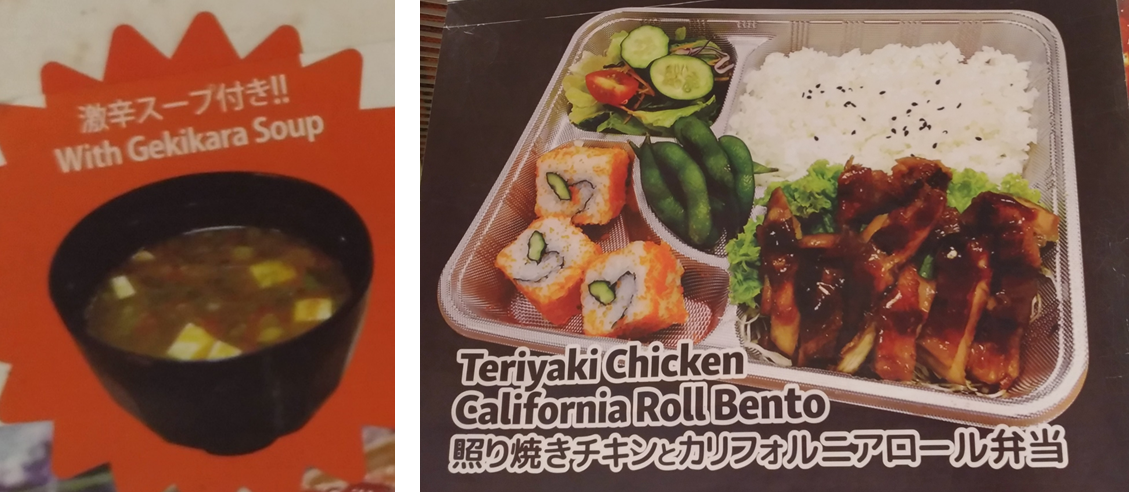 激辛スープ付き!!
With Gekikara Soup
Teriyaki Chicken
California Roll Bento
照り焼きチキンとカリフォルニアロール弁当